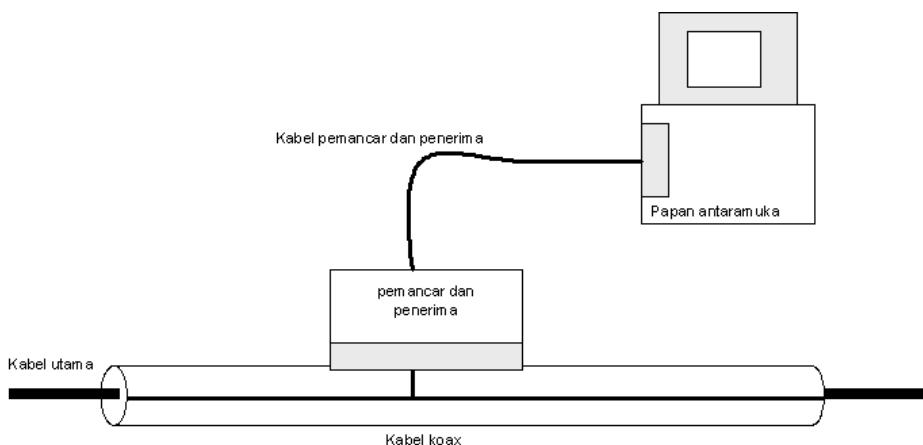 Kabel pemancar dan penerima
Papan antaramuka
pemancar dan
penerima
Kabel utama
Kabel koax